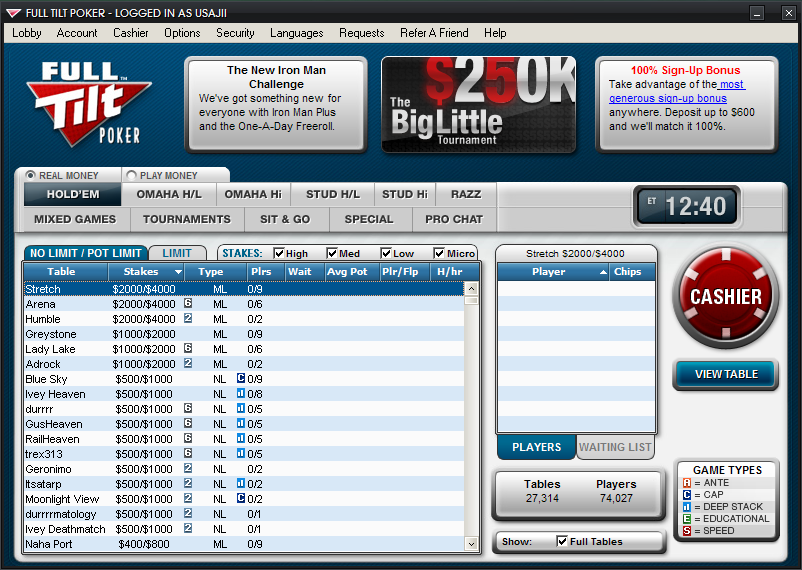 FULL TILT POKER - LOGGED IN AS USAJII
Lobby Account Cashier Options Security Languages Requests Refer A Friend Help
FULL TILT POKER
The New Iron Man
Challenge
We've got something new for
everyone with Iron Man Plus
and the One-A-Day Freeroll.
$250K
The
Big Little
Tournament
100% Sign-Up Bonus
Take advantage of the most
generous sign-up bonus
anywhere. Deposit up to $600
and we'll match it 100%.
REAL MONEY PLAY MONEY
HOLD'EM OMAHA H/L OMAHA Hi STUD H/L STUD Hi RAZZ
MIXED GAMES TOURNAMENTS SIT & GO SPECIAL PRO CHAT
ET 12:40
NO LIMIT / POT LIMIT LIMIT STAKES: High Med Low Micro
Table Stakes Type Plrs Wait Avg Pot Plr/Flp H/hr
Stretch $2000/$4000 ML 0/9
Arena $2000/$4000 6 ML 0/6
Humble $2000/$4000 2 ML 0/2
Greystone $1000/$2000 ML 0/9
Lady Lake $1000/$2000 6 ML 0/6
Adrock $1000/$2000 2 ML 0/2
Blue Sky $500/$1000 NL C 0/9
Ivey Heaven $500/$1000 NL 0/8
durrrr $500/$1000 6 NL 0/5
GusHeaven $500/$1000 6 NL 0/5
RailHeaven $500/$1000 6 NL 0/5
trex313 $500/$1000 6 NL 0/5
Geronimo $500/$1000 2 NL 0/2
Itsatarp $500/$1000 2 NL 0/2
Moonlight View $500/$1000 2 NL C 0/2
durrrrmatology $500/$1000 2 NL 0/1
Ivey Deathmatch $500/$1000 2 NL 0/1
Naha Port $400/$800 ML 0/9
Stretch $2000/$4000
Player Chips
PLAYERS WAITING LIST
Tables Players
27,314 74,027
Show: Full Tables
CASHIER
VIEW TABLE
GAME TYPES
A = ANTE
C = CAP
= DEEP STACK
E = EDUCATIONAL
S = SPEED